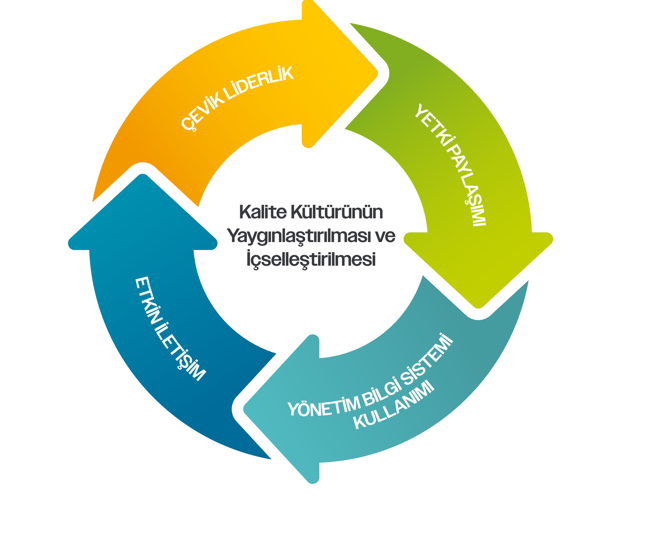 ÇEVİK LİDERLİK
YETKİ PAYLAŞIMI
Kalite Kültürünün
Yaygınlaştırılması ve
İçselleştirilmesi
ETKİN İLETİŞİM
YÖNETİM BİLGİ SİSTEMİ
KULLANIMI